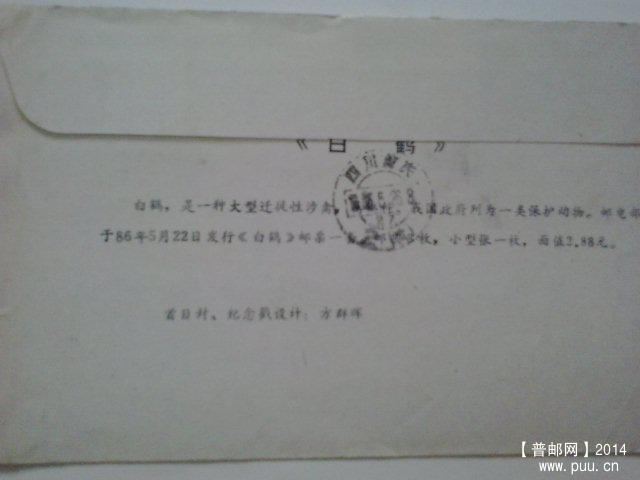 《白鹤》
四川
白鹤，是一种大型迁徙性涉禽，我国政府列为一类保护动物。邮电部
于86年5月22日发行《白鹤》邮票一套枚，小型张一枚，面值2.88元。
首日封、纪念戳设计：方群晖
【普邮网】2014
www.puu.cn